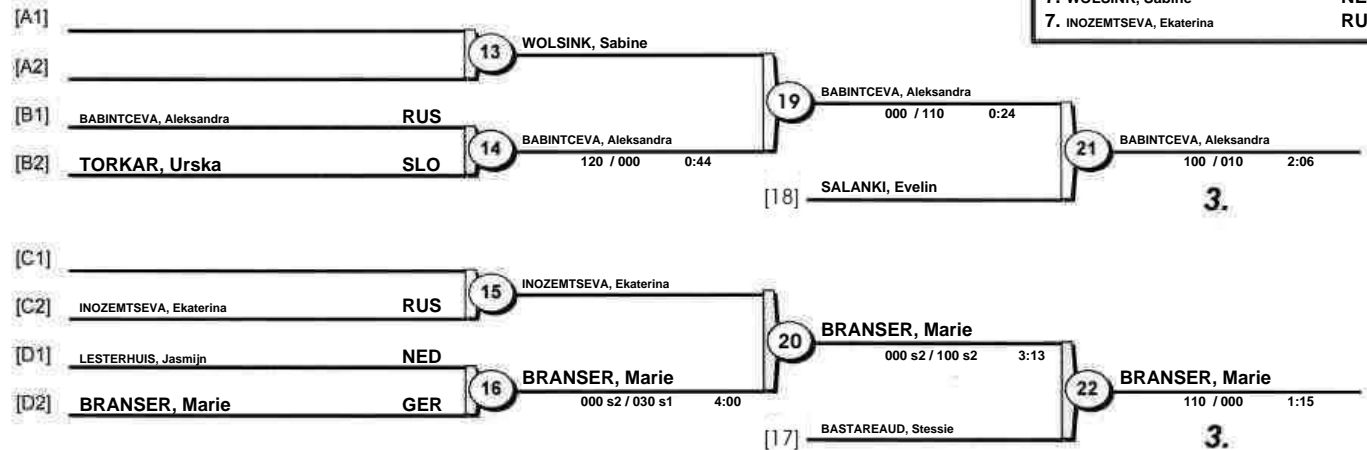 7. WOLSINK, Sabine NE
7. INOZEMTSEVA, Ekaterina RU
[A1]
[A2]
13 WOLSINK, Sabine
[B1] BABINTCEVA, Aleksandra RUS
[B2] TORKAR, Urska SLO
14 BABINTCEVA, Aleksandra
120 / 000 0:44
19 BABINTCEVA, Aleksandra
000 / 110 0:24
[18] SALANKI, Evelin
21 BABINTCEVA, Aleksandra
100 / 010 2:06
3.
[C1]
[C2] INOZEMTSEVA, Ekaterina RUS
15 INOZEMTSEVA, Ekaterina
[D1] LESTERHUIS, Jasmijn NED
[D2] BRANSER, Marie GER
16 BRANSER, Marie
000 s2 / 030 s1 4:00
20 BRANSER, Marie
000 s2 / 100 s2 3:13
[17] BASTAREAUD, Stessie
22 BRANSER, Marie
110 / 000 1:15
3.